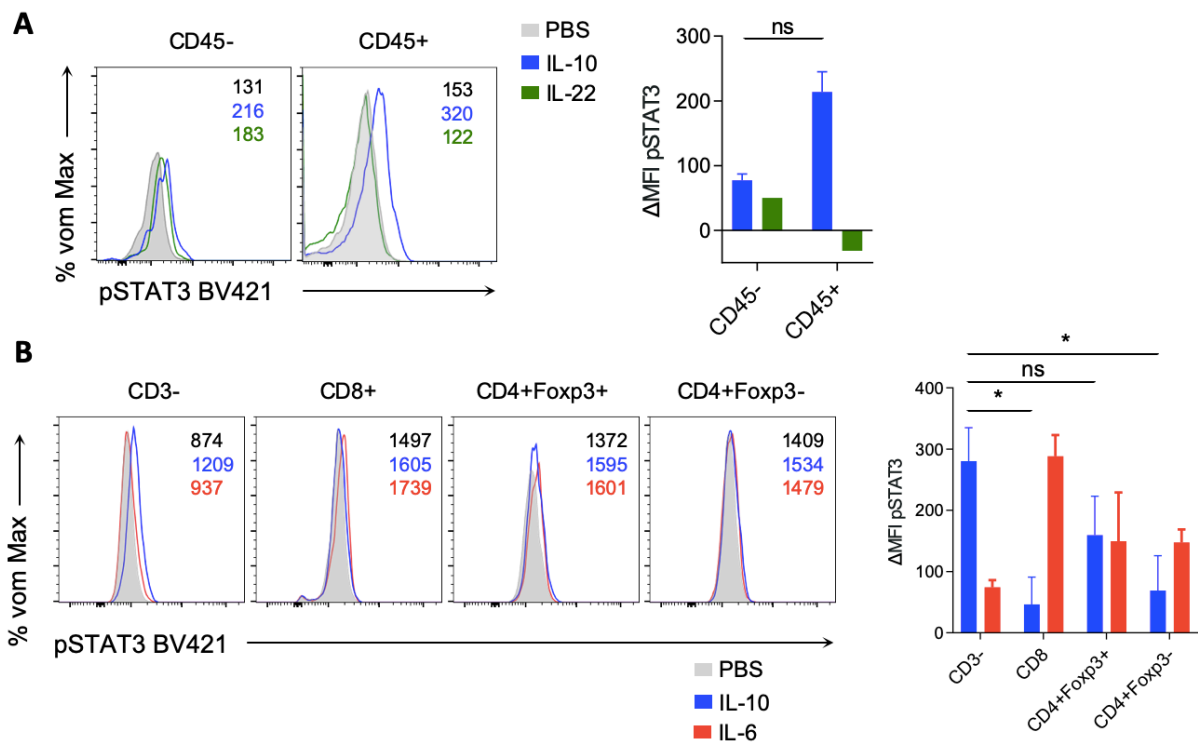 A
CD45-
CD45+
PBS
IL-10
IL-22
131
216
183
153
320
122
% vom Max
pSTAT3 BV421
ns
300
200
100
0
ΔMFI pSTAT3
CD45-
CD45+
B
CD3-
CD8+
CD4+Foxp3+
CD4+Foxp3-
874
1209
937
1497
1605
1739
1372
1595
1601
1409
1534
1479
% vom Max
pSTAT3 BV421
PBS
IL-10
IL-6
*
ns
*
400
300
200
100
0
ΔMFI pSTAT3
CD3-
CD8
CD4+Foxp3+
CD4+Foxp3-